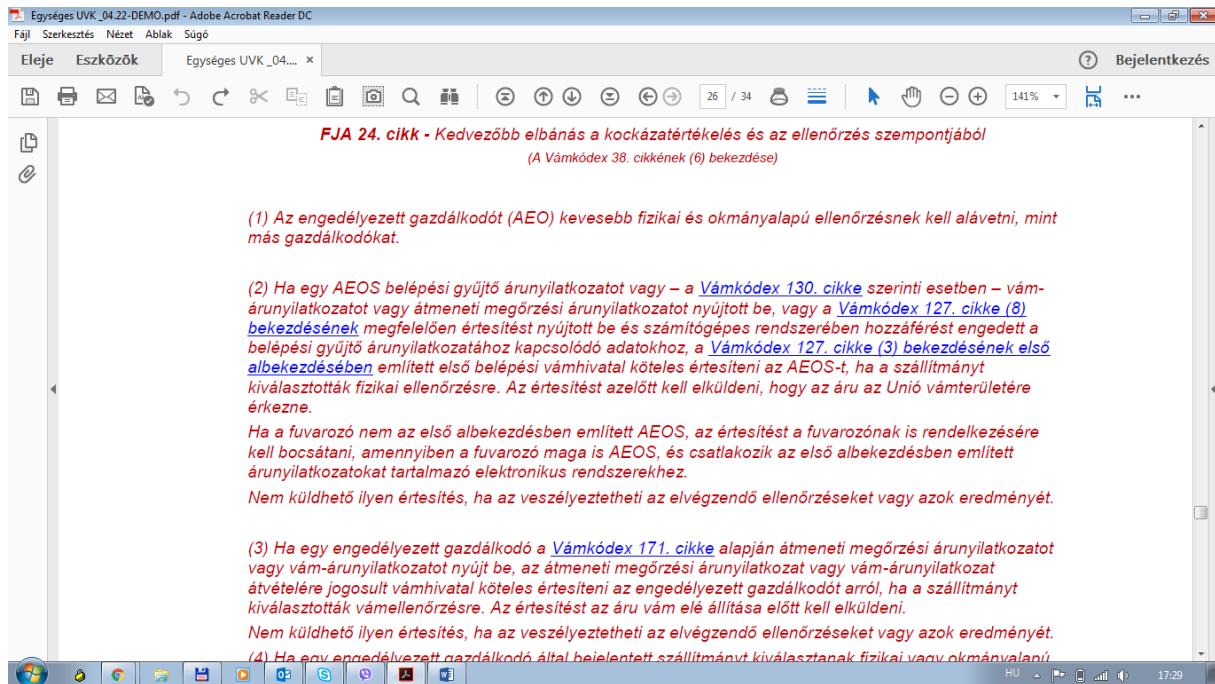 Egységes UVK _04.22-DEMO.pdf - Adobe Acrobat Reader DC
Fájl Szerkesztés Nézet Ablak Súgó
Eleje Eszközök Egységes UVK _04.... × Bejelentkezés
26 / 34 141%
FJA 24. cikk - Kedvezőbb elbánás a kockázatértékelés és az ellenőrzés szempontjából
(A Vámkódex 38. cikkének (6) bekezdése)
(1) Az engedélyezett gazdálkodót (AEO) kevesebb fizikai és okmányalapú ellenőrzésnek kell alávetni, mint
más gazdálkodókat.
(2) Ha egy AEOS belépési gyűjtő árunyilatkozatot vagy – a Vámkódex 130. cikke szerinti esetben – vám-
árunyilatkozatot vagy átmeneti megőrzési árunyilatkozatot nyújtott be, vagy a Vámkódex 127. cikke (8)
bekezdésének megfelelően értesítést nyújtott be és számítógépes rendszerében hozzáférést engedett a
belépési gyűjtő árunyilatkozatához kapcsolódó adatokhoz, a Vámkódex 127. cikke (3) bekezdésének első
albekezdésében említett első belépési vámhivatal köteles értesíteni az AEOS-t, ha a szállítmányt
kiválasztották fizikai ellenőrzésre. Az értesítést azelőtt kell elküldeni, hogy az áru az Unió vámterületére
érkezne.
Ha a fuvarozó nem az első albekezdésben említett AEOS, az értesítést a fuvarozónak is rendelkezésére
kell bocsátani, amennyiben a fuvarozó maga is AEOS, és csatlakozik az első albekezdésben említett
árunyilatkozatokat tartalmazó elektronikus rendszerekhez.
Nem küldhető ilyen értesítés, ha az veszélyeztetheti az elvégzendő ellenőrzéseket vagy azok eredményét.
(3) Ha egy engedélyezett gazdálkodó a Vámkódex 171. cikke alapján átmeneti megőrzési árunyilatkozatot
vagy vám-árunyilatkozatot nyújt be, az átmeneti megőrzési árunyilatkozat vagy vám-árunyilatkozat
átvételére jogosult vámhivatal köteles értesíteni az engedélyezett gazdálkodót arról, ha a szállítmányt
kiválasztották vámellenőrzésre. Az értesítést az áru vám elé állítása előtt kell elküldeni.
Nem küldhető ilyen értesítés, ha az veszélyeztetheti az elvégzendő ellenőrzéseket vagy azok eredményét.
(4) Ha egy engedélyezett gazdálkodó által bejelentett szállítmányt kiválasztanak fizikai vagy okmányalapú
HU 17:29